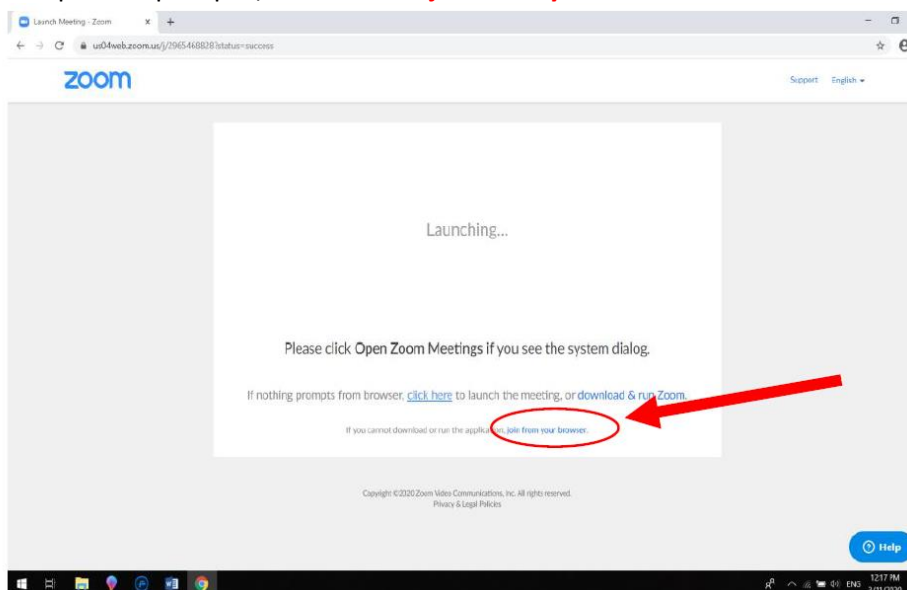 Launch Meeting - Zoom
us04web.zoom.us/j/2965468828?status=success
zoom
Support English
Launching...
Please click Open Zoom Meetings if you see the system dialog.
If nothing prompts from browser, click here to launch the meeting, or download & run Zoom.
If you cannot download or run the application, join from your browser.
Copyright ©2020 Zoom Video Communications, Inc. All rights reserved.
Privacy & Legal Policies
Help
12:17 PM
ENG